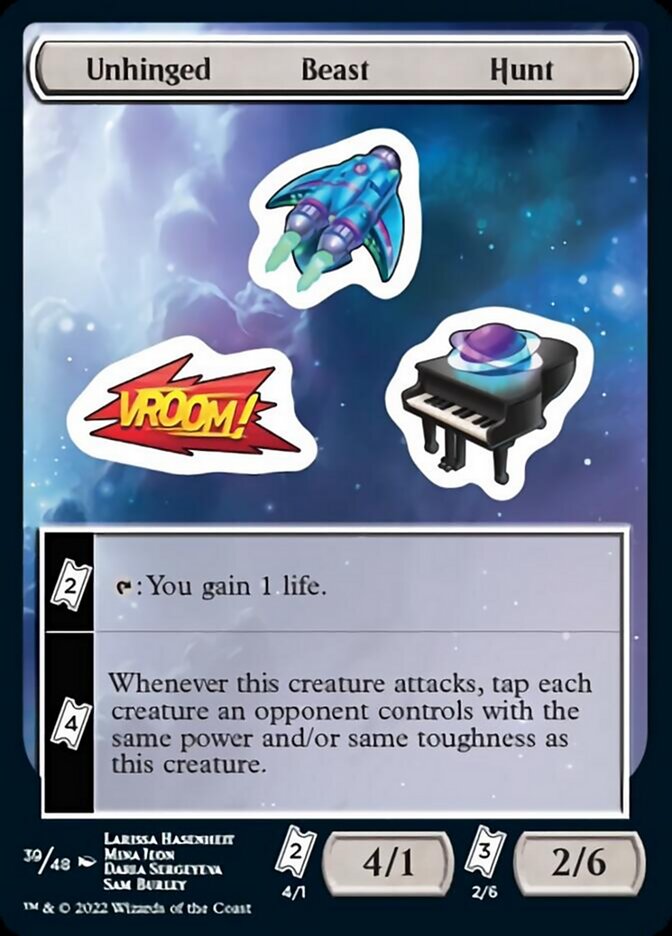 Unhinged Beast Hunt
VROOM!
2
:You gain 1 life.
4
Whenever this creature attacks, tap each
creature an opponent controls with the
same power and/or same toughness as
this creature.
39/48
Larissa Hasenheit
Mina Jeon
Daria Sergeyeva
Sam Burley
2
4/1
4/1
3
2/6
2/6
™ & © 2022 Wizards of the Coast